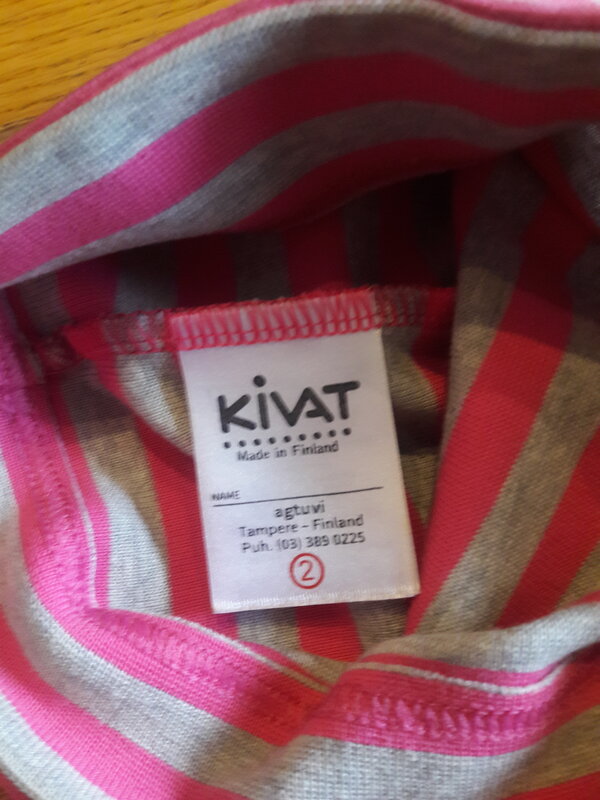 KiVAT
Made in Finland
NAME
agtuvi
Tampere - Finland
Puh. (03) 389 0225
2